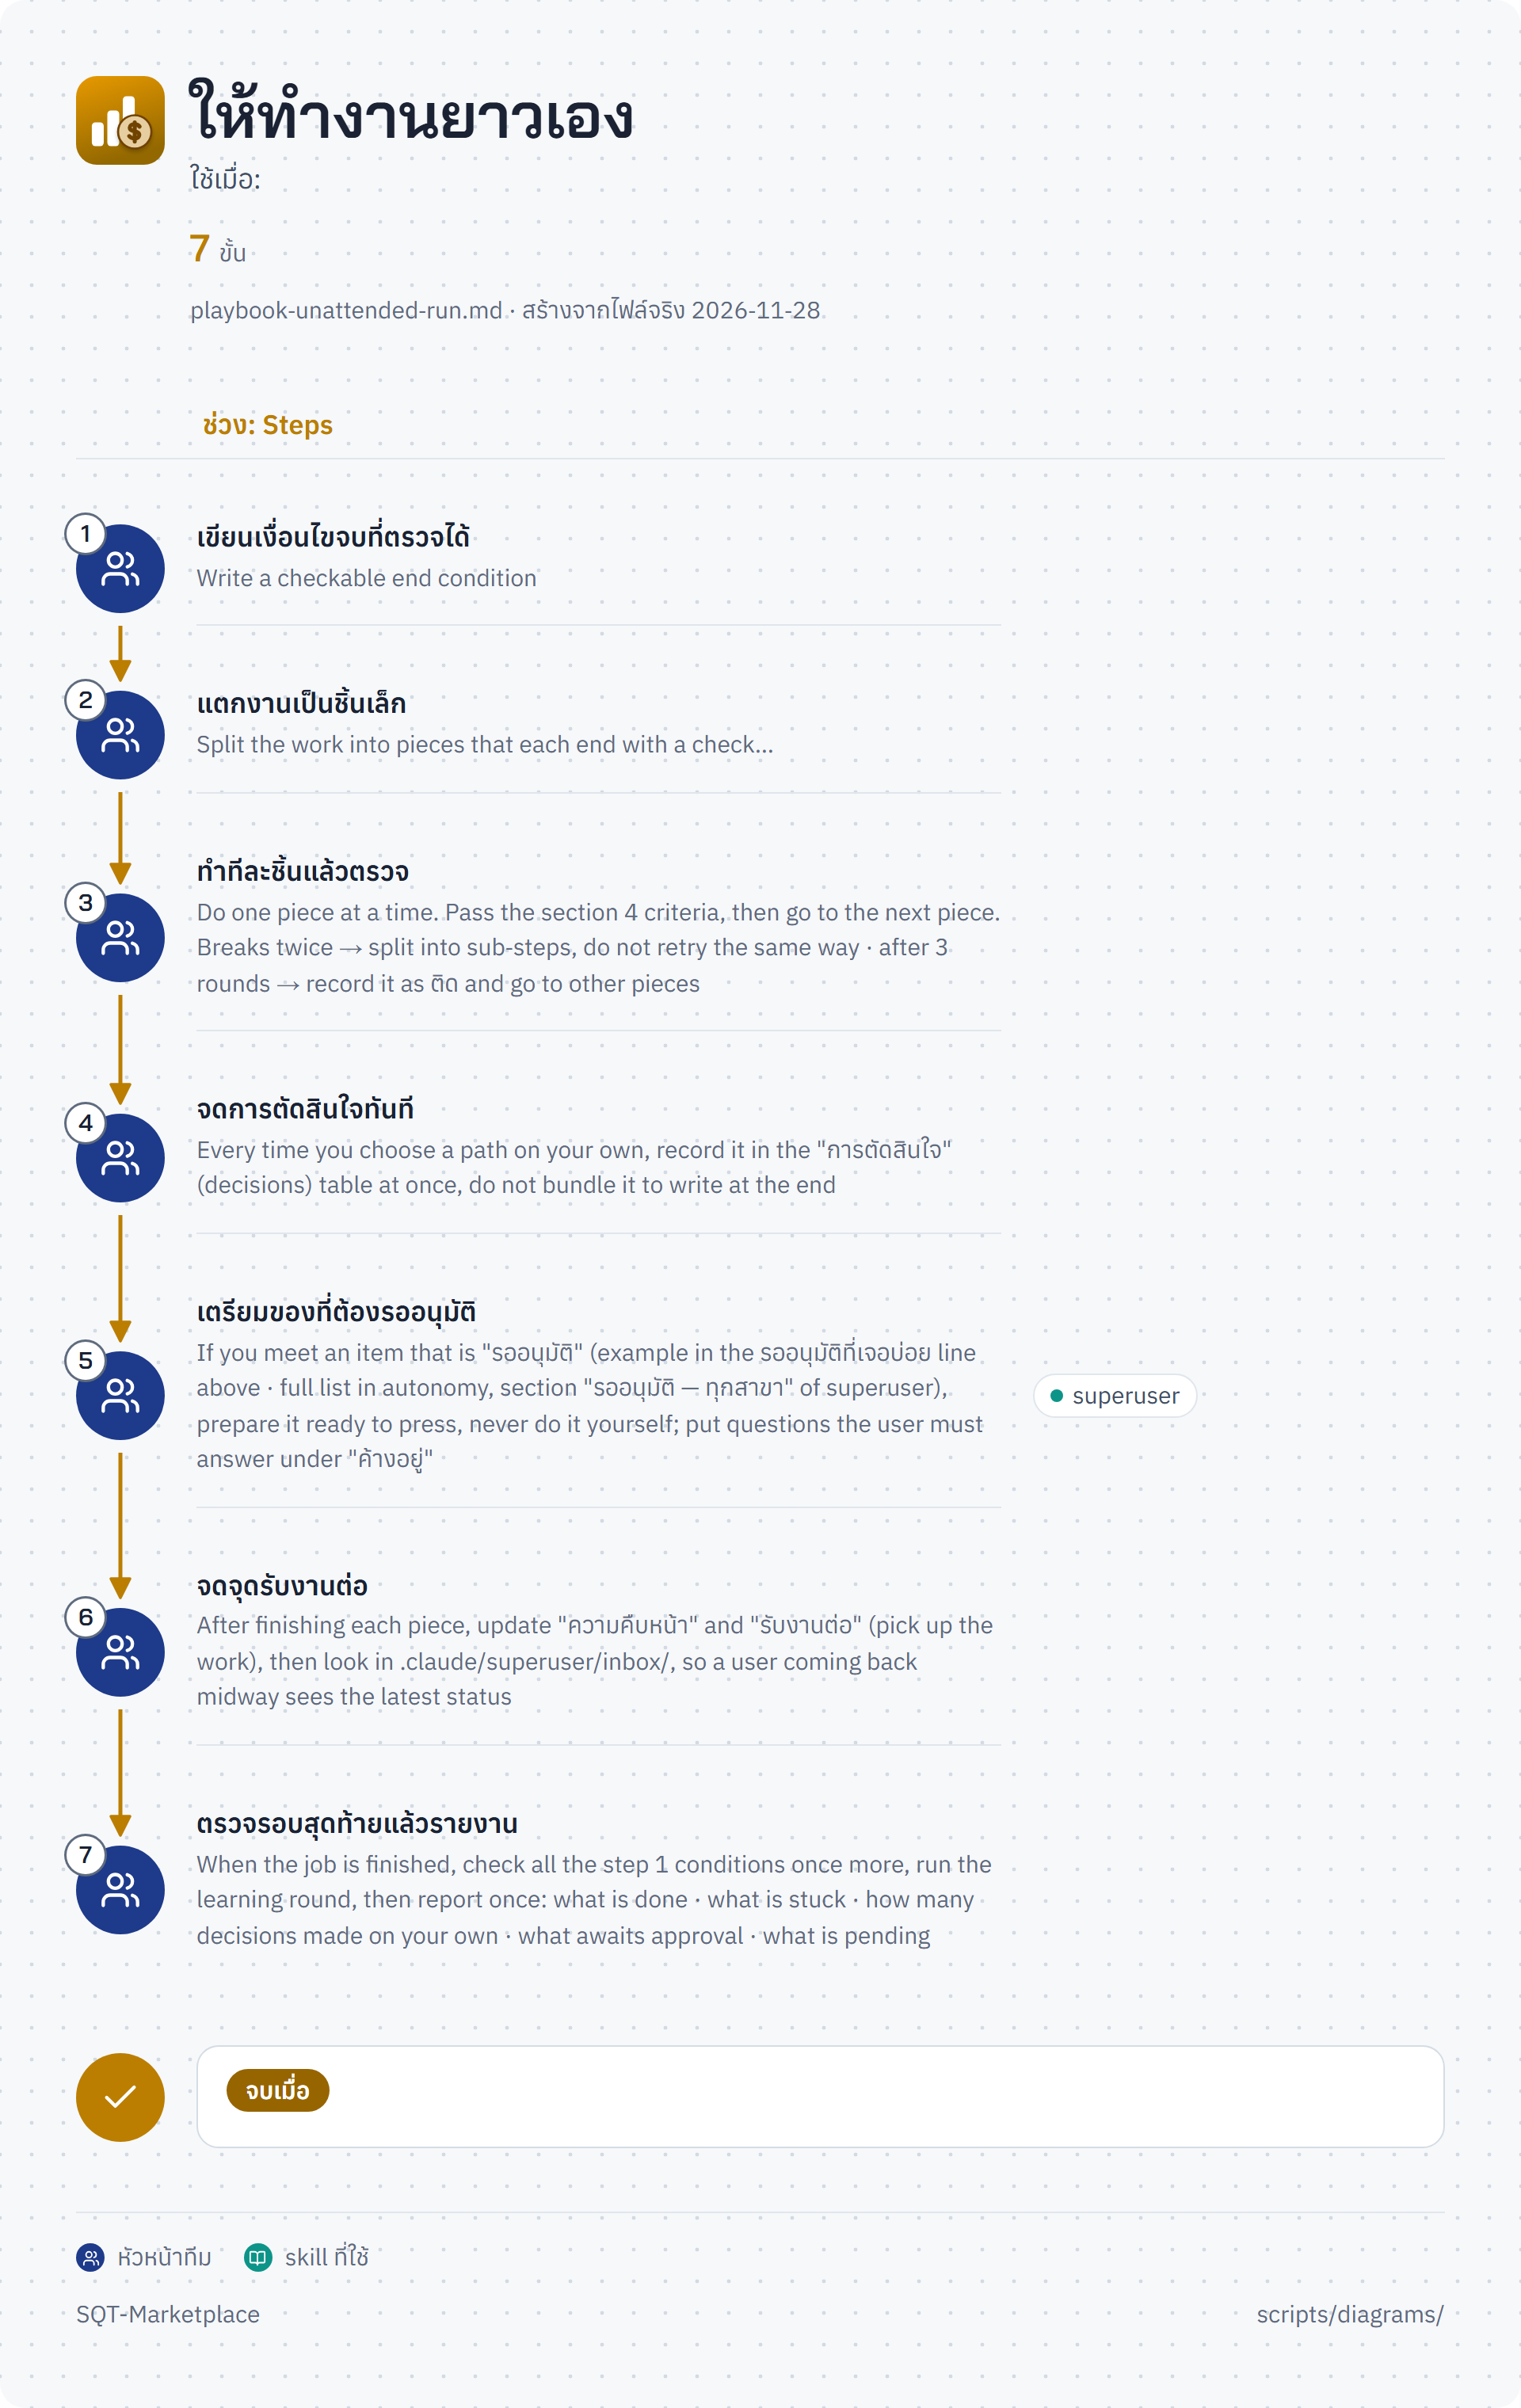 ให้ทำงานยาวเอง
ใช้เมื่อ:
7 ขั้น
playbook-unattended-run.md · สร้างจากไฟล์จริง 2026-11-28
ช่วง: Steps
1
เขียนเงื่อนไขจบที่ตรวจได้
Write a checkable end condition
2
แตกงานเป็นชิ้นเล็ก
Split the work into pieces that each end with a check…
3
ทำทีละชิ้นแล้วตรวจ
Do one piece at a time. Pass the section 4 criteria, then go to the next piece.
Breaks twice → split into sub-steps, do not retry the same way · after 3
rounds → record it as ติด and go to other pieces
4
จดการตัดสินใจทันที
Every time you choose a path on your own, record it in the "การตัดสินใจ"
(decisions) table at once, do not bundle it to write at the end
5
เตรียมของที่ต้องรออนุมัติ
If you meet an item that is "รออนุมัติ" (example in the รออนุมัติที่เจอบ่อย line
above · full list in autonomy, section "รออนุมัติ — ทุกสาขา" of superuser),
prepare it ready to press, never do it yourself; put questions the user must
answer under "ค้างอยู่"
superuser
6
จดจุดรับงานต่อ
After finishing each piece, update "ความคืบหน้า" and "รับงานต่อ" (pick up the
work), then look in .claude/superuser/inbox/, so a user coming back
midway sees the latest status
7
ตรวจรอบสุดท้ายแล้วรายงาน
When the job is finished, check all the step 1 conditions once more, run the
learning round, then report once: what is done · what is stuck · how many
decisions made on your own · what awaits approval · what is pending
จบเมื่อ
หัวหน้าทีม
skill ที่ใช้
SQT-Marketplace
scripts/diagrams/